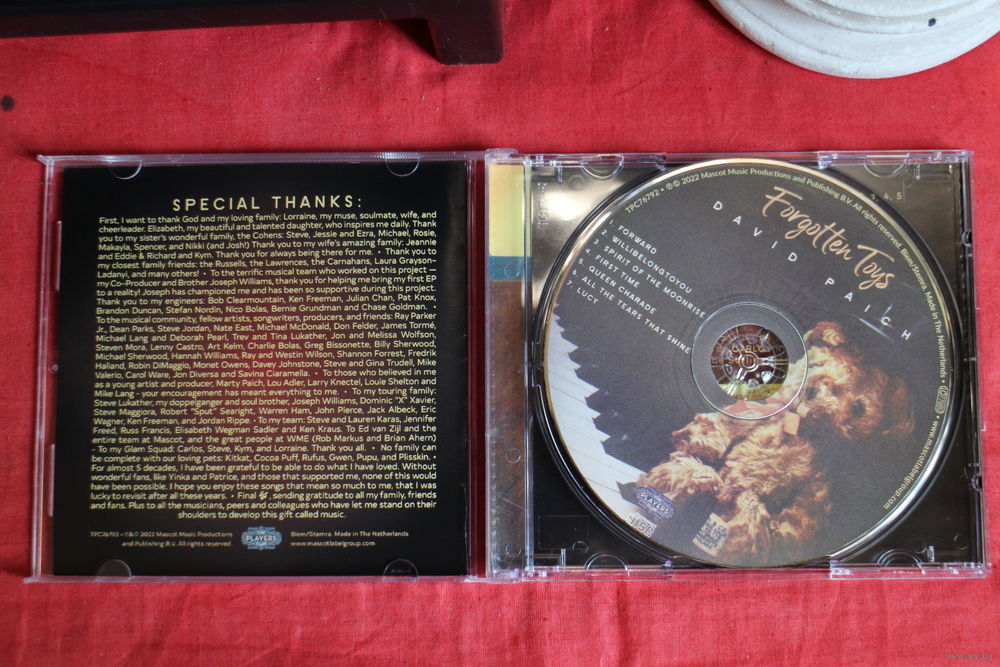 SPECIAL THANKS:
First, I want to thank God and my loving family: Lorraine, my muse, soulmate, wife, and
cheerleader. Elizabeth, my beautiful and talented daughter, who inspires me daily. Thank
you to my sister's wonderful family, the Cohens: Steve, Jessie and Ezra, Michael, Rosie,
Makayla, Spencer, and Nikki (and Josh!) Thank you to my wife's amazing family: Jeannie
and Eddie & Richard and Kym. Thank you for always being there for me. • Thank you to
my closest family friends: the Russells, the Lawrences, the Carnahans, Laura Grayson-
Ladanyi, and many others! • To the terrific musical team who worked on this project —
my Co-Producer and Brother Joseph Williams, thank you for helping me bring my first EP
to a reality! Joseph has championed me and has been so supportive during this project.
Thank you to my engineers: Bob Clearmountain, Ken Freeman, Julian Chan, Pat Knox,
Brandon Duncan, Stefan Nordin, Nico Bolas, Bernie Grundman and Chase Goldman. •
To the musical community, fellow artists, songwriters, producers, and friends: Ray Parker
Jr., Dean Parks, Steve Jordan, Nate East, Michael McDonald, Don Felder, James Tormé,
Michael Lang and Deborah Pearl, Trev and Tina Lukather, Jon and Melissa Wolfson,
Steven Mora, Lenny Castro, Art Kelm, Charlie Bolas, Greg Bissonette, Billy Sherwood,
Michael Sherwood, Hannah Williams, Ray and Westin Wilson, Shannon Forrest, Fredrik
Halland, Robin DiMaggio, Monet Owens, Davey Johnstone, Steve and Gina Trudell, Mike
Valerio, Carol Ware, Jon Diversa and Savina Ciaramella. • To those who believed in me
as a young artist and producer, Marty Paich, Lou Adler, Larry Knectel, Louie Shelton and
Mike Lang - your encouragement has meant everything to me. • To my touring family:
Steve Lukather, my doppelganger and soul brother, Joseph Williams, Dominic "X" Xavier,
Steve Maggiora, Robert "Sput" Searight, Warren Ham, John Pierce, Jack Albeck, Eric
Wagner, Ken Freeman, and Jordan Rippe. • To my team: Steve and Lauren Karas, Jennifer
Freed, Russ Francis, Elisabeth Wegman Sadler and Ken Kraus. To Ed van Zijl and the
entire team at Mascot, and the great people at WME (Rob Markus and Brian Ahern)
• To my Glam Squad: Carlos, Steve, Kym, and Lorraine. Thank you all. • No family can
be complete with our loving pets: Kitkat, Cocoa Puff, Rufus, Gwen, Pupu, and Plisskin. •
For almost 5 decades, I have been grateful to be able to do what I have loved. Without
wonderful fans, like Yinka and Patrice, and those that supported me, none of this would
have been possible. I hope you enjoy these songs that mean so much to me, that I was
lucky to revisit after all these years. • Final, sending gratitude to all my family, friends
and fans. Plus to all the musicians, peers and colleagues who have let me stand on their
shoulders to develop this gift called music.
TPC76792 • ℗© 2022 Mascot Music Productions
and Publishing B.V. All rights reserved.
THE PLAYERS CLUB
Biem/Stemra. Made in The Netherlands
www.mascotlabelgroup.com
TPC76792 • ℗© 2022 Mascot Music Productions and Publishing B.V. All rights reserved. Biem/Stemra. Made in The Netherlands • www.mascotlabelgroup.com
Forgotten Toys
DAVID PAICH
1. FORWARD
2. WILLIBELONGTOYOU
3. SPIRIT OF THE MOONRISE
4. FIRST TIME
5. QUEEN CHARADE
6. ALL THE TEARS THAT SHINE
7. LUCY
PLAYERS